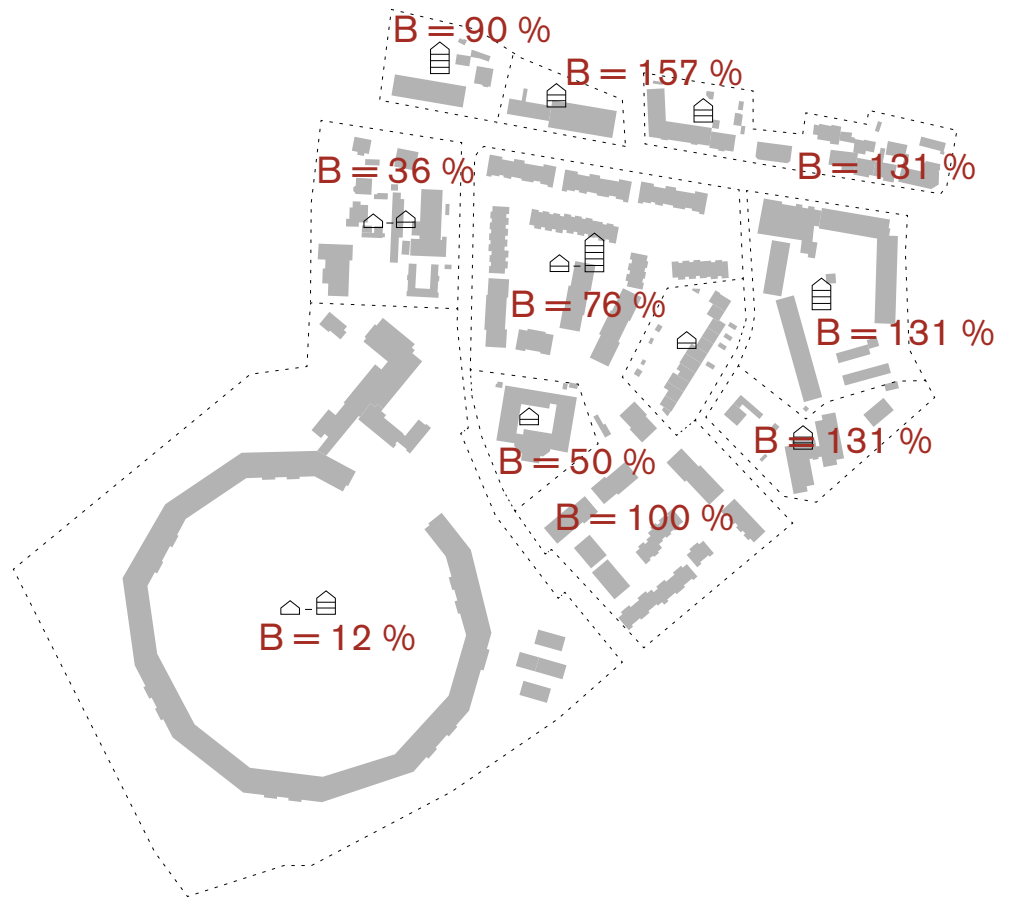 B = 90 %
B = 157 %
B = 131 %
B = 36 %
B = 76 %
B = 131 %
B = 131 %
B = 50 %
B = 100 %
B = 12 %